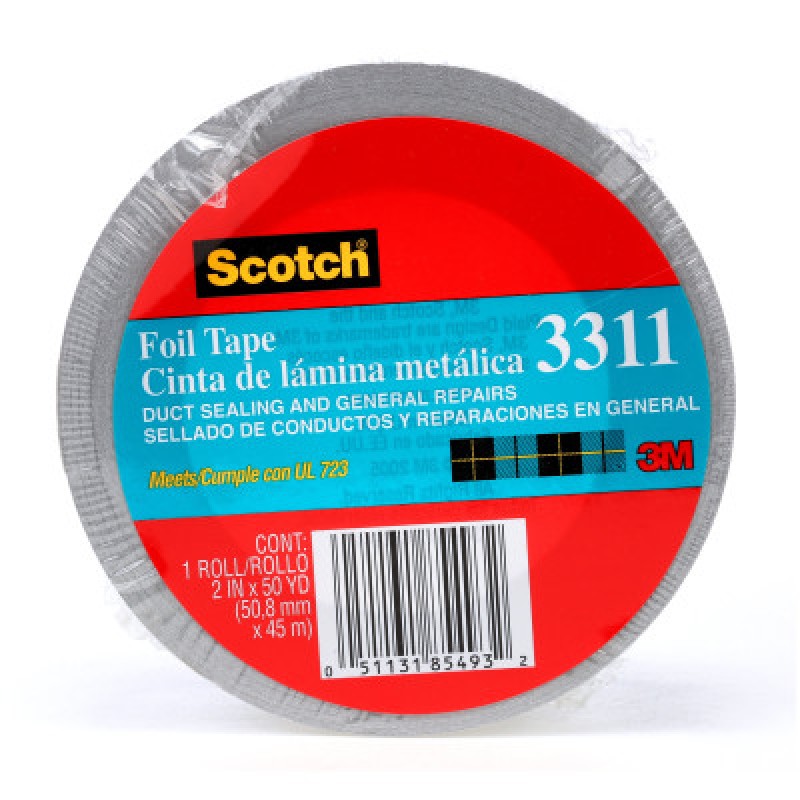 Scotch®
Foil Tape
Cinta de lámina metálica 3311
DUCT SEALING AND GENERAL REPAIRS
SELLADO DE CONDUCTOS Y REPARACIONES EN GENERAL
Meets/Cumple con UL 723
3M
CONT:
1 ROLL/ROLLO
2 IN x 50 YD
(50,8 mm
x 45 m)
0 51131 85493 2